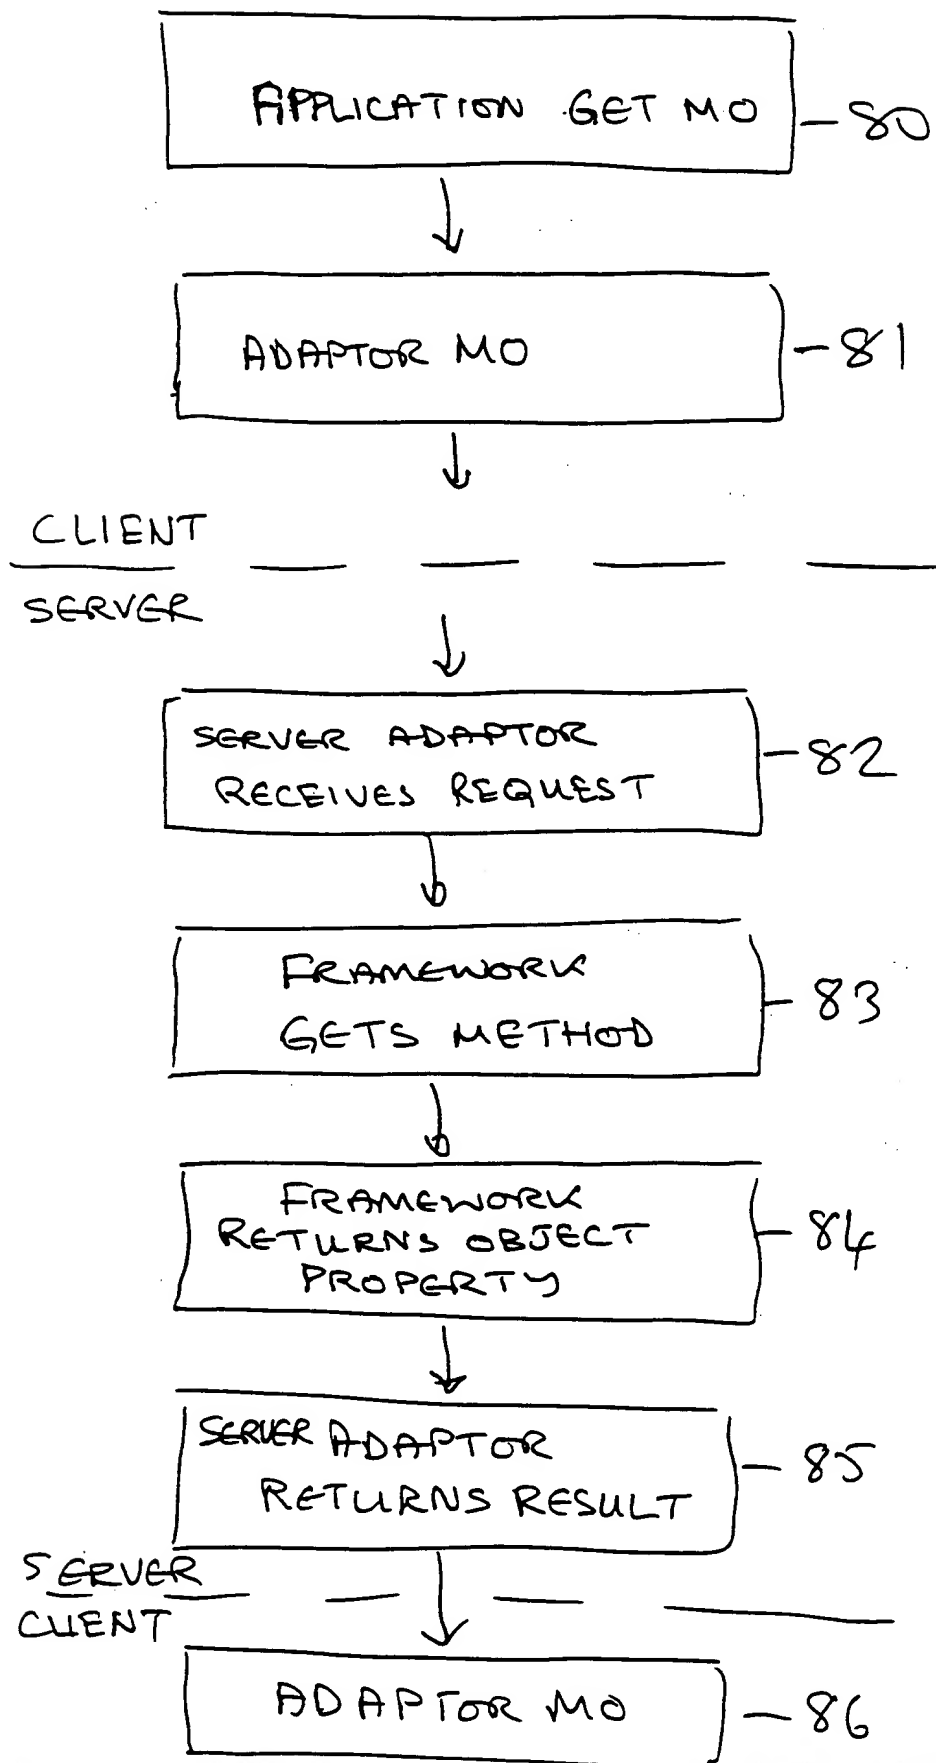 APPLICATION GET MO
80
ADAPTOR MO
81
CLIENT
SERVER
SERVER ADAPTOR
RECEIVES REQUEST
82
FRAMEWORK
GETS METHOD
83
FRAMEWORK
RETURNS OBJECT
PROPERTY
84
SERVER ADAPTOR
RETURNS RESULT
85
SERVER
CLIENT
ADAPTOR MO
86